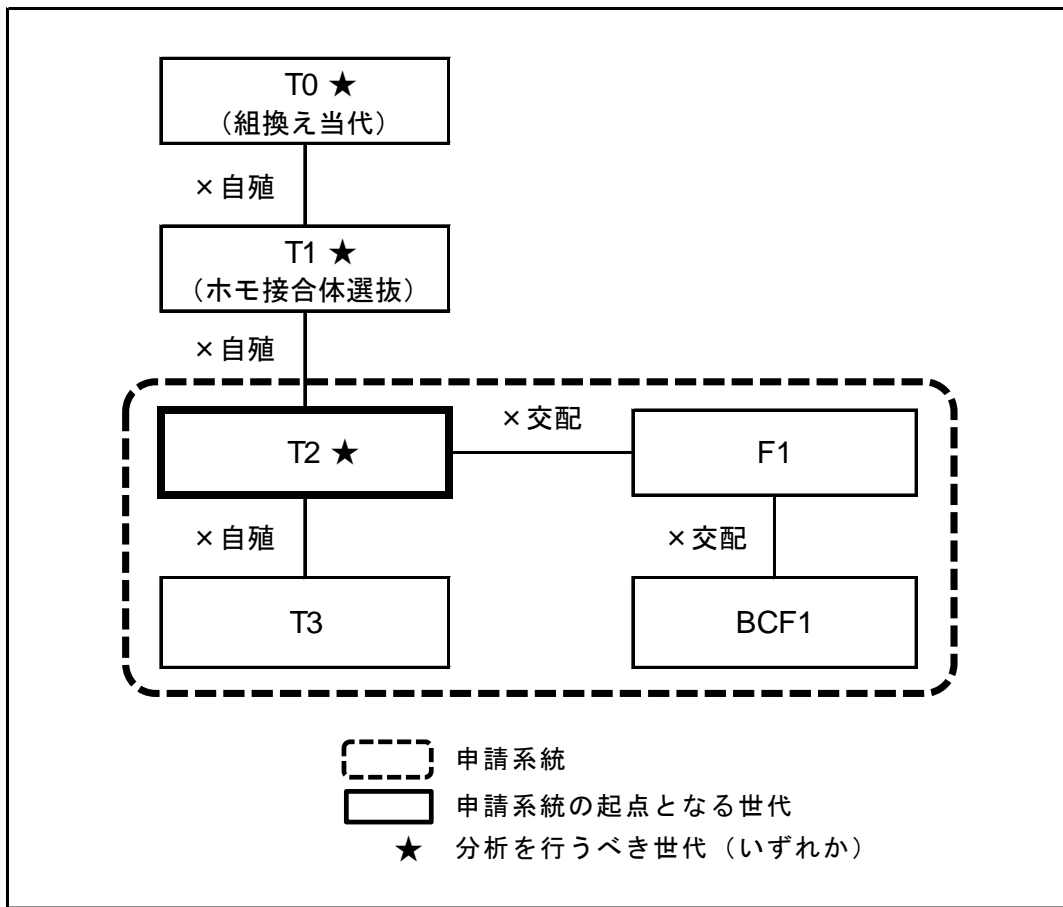 T0 ★
（組換え当代）
×自殖
T1 ★
（ホモ接合体選抜）
×自殖
T2 ★
×交配
F1
×自殖
×交配
T3
BCF1
申請系統
申請系統の起点となる世代
★ 分析を行うべき世代（いずれか）